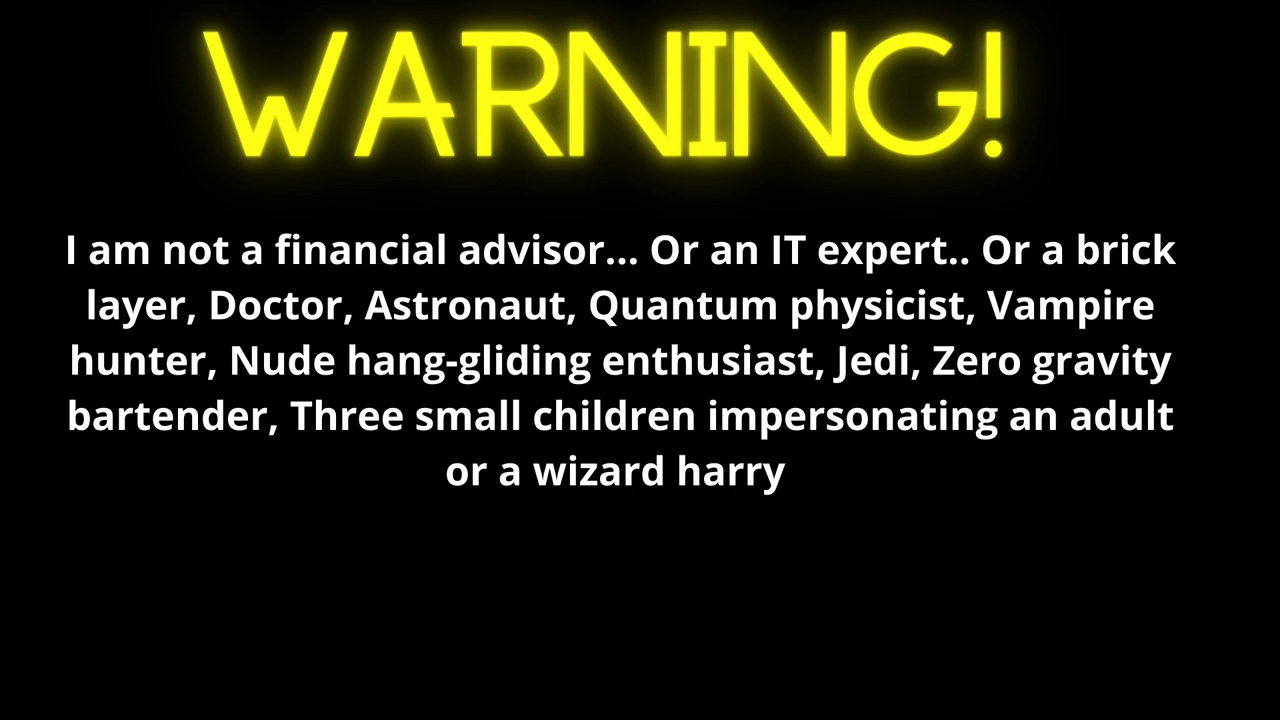 WARNING!
I am not a financial advisor... Or an IT expert.. Or a brick
layer, Doctor, Astronaut, Quantum physicist, Vampire
hunter, Nude hang-gliding enthusiast, Jedi, Zero gravity
bartender, Three small children impersonating an adult
or a wizard harry